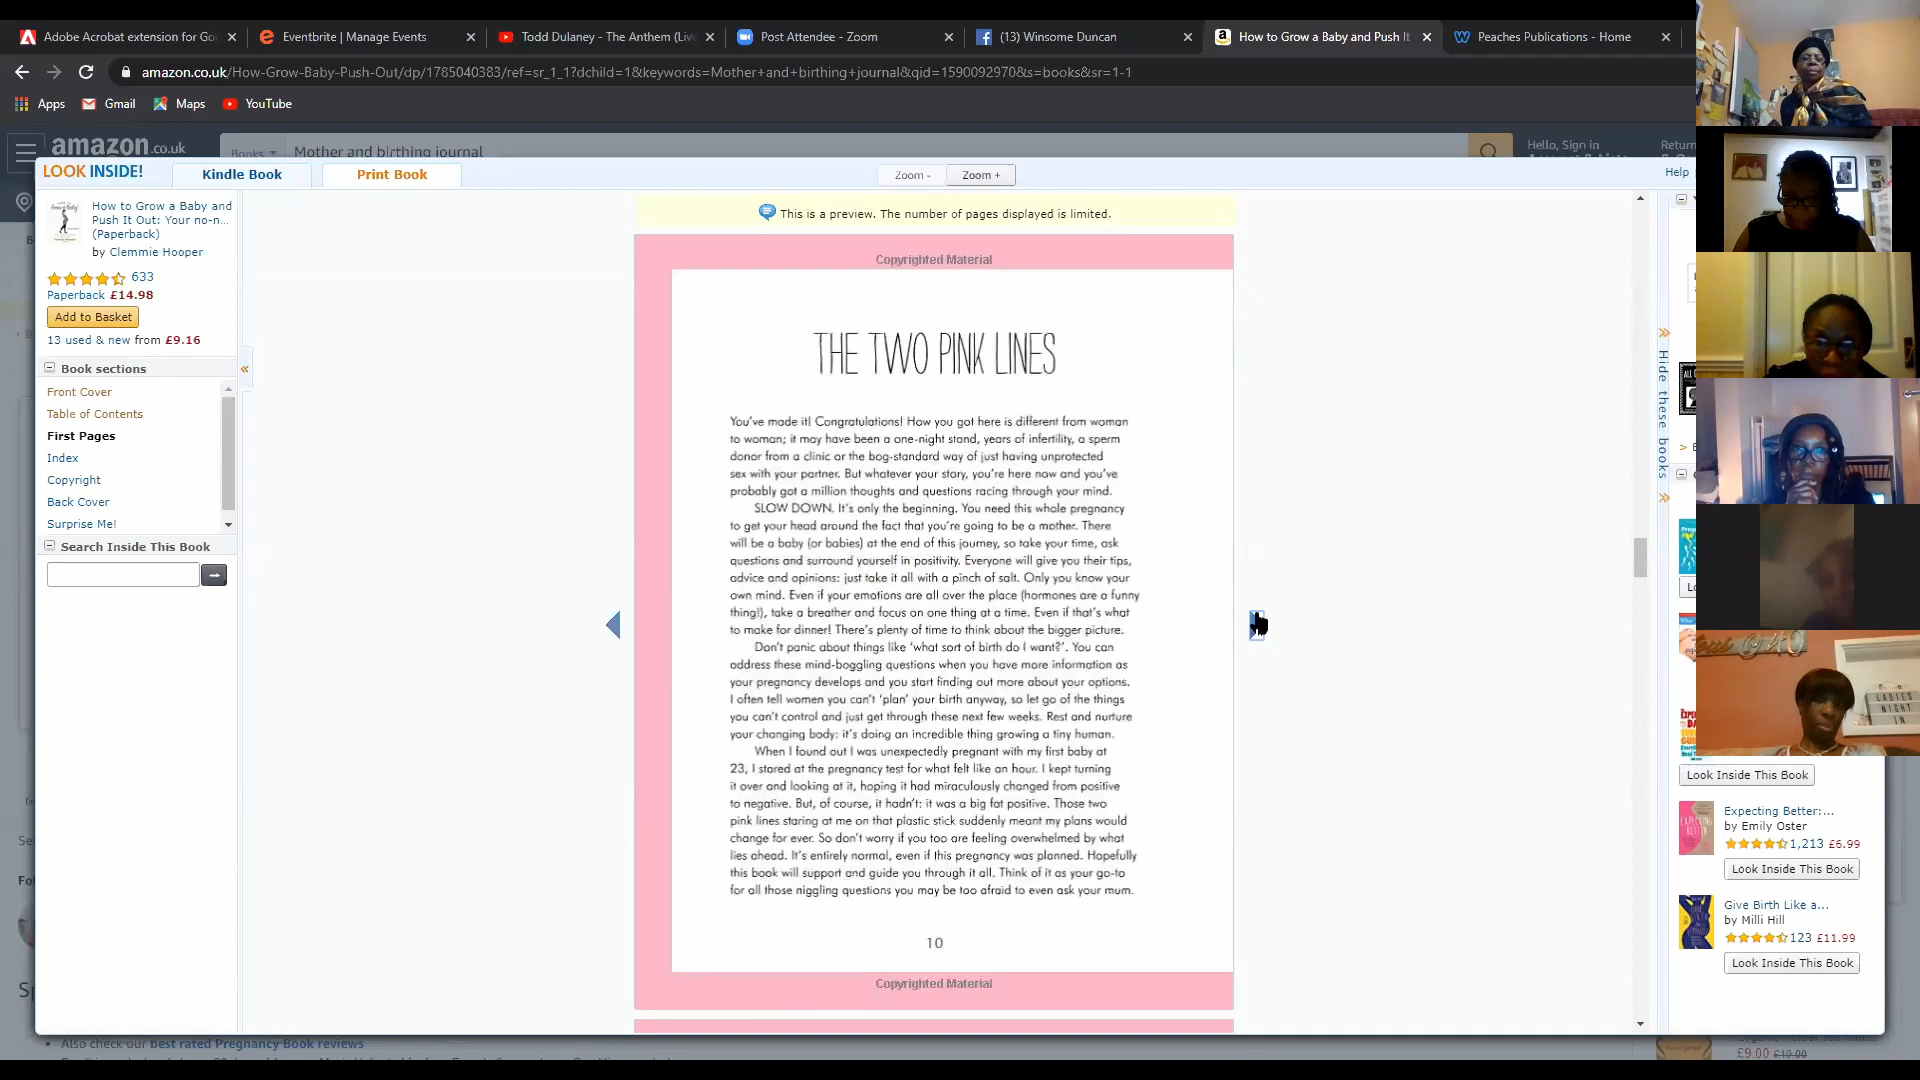 Adobe Acrobat extension for Go
Eventbrite | Manage Events
Todd Dulaney - The Anthem (Liv
Post Attendee - Zoom
(13) Winsome Duncan
How to Grow a Baby and Push It
Peaches Publications - Home
amazon.co.uk/How-Grow-Baby-Push-Out/dp/1785040383/ref=sr_1_1?dchild=1&keywords=Mother+and+birthing+journal&qid=1590092970&s=books&sr=1-1
Apps
Gmail
Maps
YouTube
amazon.co.uk
Books
Mother and birthing journal
Hello, Sign in
Return
LOOK INSIDE!
Kindle Book
Print Book
Zoom -
Zoom +
Help
How to Grow a Baby and
Push It Out: Your no-n...
(Paperback)
by Clemmie Hooper
633
Paperback £14.98
Add to Basket
13 used & new from £9.16
Book sections
Front Cover
Table of Contents
First Pages
Index
Copyright
Back Cover
Surprise Me!
Search Inside This Book
This is a preview. The number of pages displayed is limited.
Copyrighted Material
THE TWO PINK LINES
You've made it! Congratulations! How you got here is different from woman
to woman; it may have been a one-night stand, years of infertility, a sperm
donor from a clinic or the bog-standard way of just having unprotected
sex with your partner. But whatever your story, you're here now and you've
probably got a million thoughts and questions racing through your mind.
SLOW DOWN. It's only the beginning. You need this whole pregnancy
to get your head around the fact that you're going to be a mother. There
will be a baby (or babies) at the end of this journey, so take your time, ask
questions and surround yourself in positivity. Everyone will give you their tips,
advice and opinions: just take it all with a pinch of salt. Only you know your
own mind. Even if your emotions are all over the place (hormones are a funny
thing!), take a breather and focus on one thing at a time. Even if that's what
to make for dinner! There's plenty of time to think about the bigger picture.
Don't panic about things like 'what sort of birth do I want?'. You can
address these mind-boggling questions when you have more information as
your pregnancy develops and you start finding out more about your options.
I often tell women you can't 'plan' your birth anyway, so let go of the things
you can't control and just get through these next few weeks. Rest and nurture
your changing body: it's doing an incredible thing growing a tiny human.
When I found out I was unexpectedly pregnant with my first baby at
23, I stared at the pregnancy test for what felt like an hour. I kept turning
it over and looking at it, hoping it had miraculously changed from positive
to negative. But, of course, it hadn't: it was a big fat positive. Those two
pink lines staring at me on that plastic stick suddenly meant my plans would
change for ever. So don't worry if you too are feeling overwhelmed by what
lies ahead. It's entirely normal, even if this pregnancy was planned. Hopefully
this book will support and guide you through it all. Think of it as your go-to
for all those niggling questions you may be too afraid to even ask your mum.
10
Copyrighted Material
Hide these books
LADIES
NIGHT
IN
Look Inside This Book
Expecting Better:...
by Emily Oster
1,213 £6.99
Look Inside This Book
Give Birth Like a...
by Milli Hill
123 £11.99
Look Inside This Book
Also check our best rated Pregnancy Book reviews
£9.00 £10.00